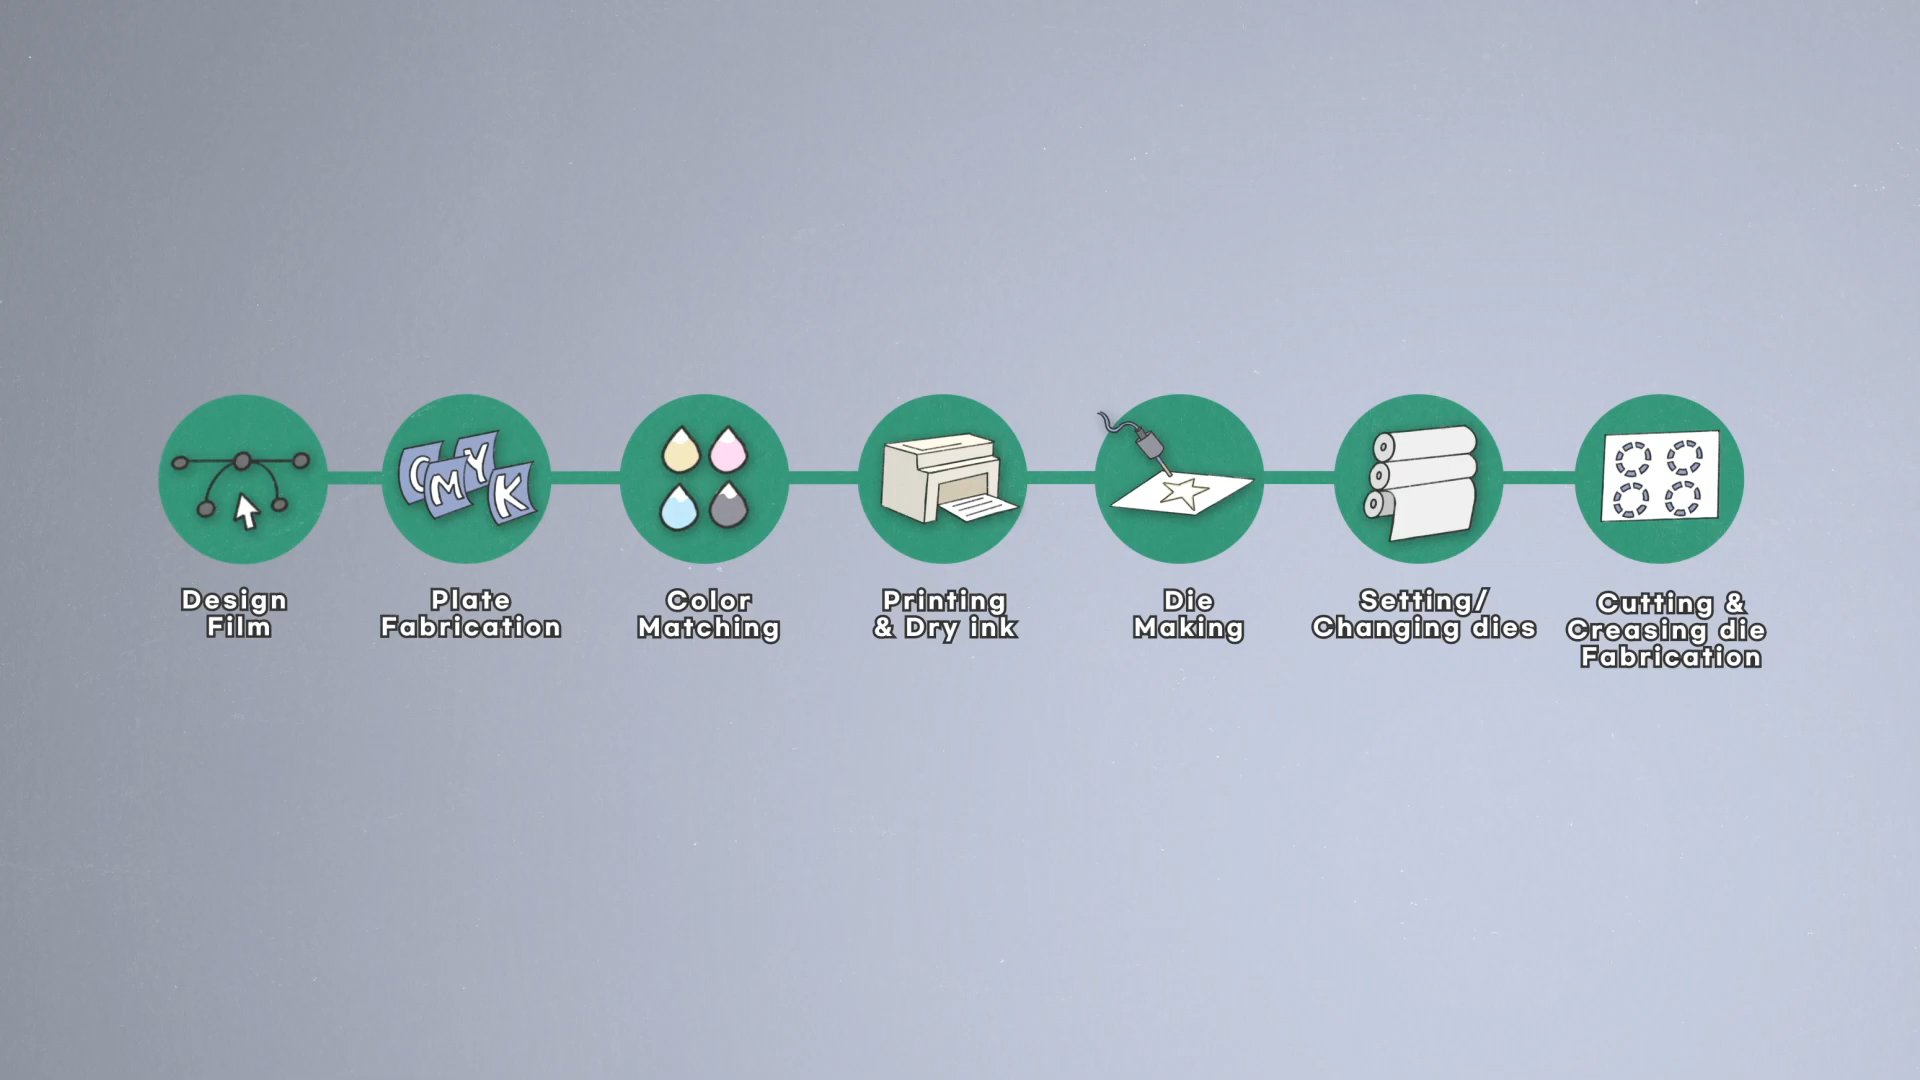 C
M
Y
K
Design
Film
Plate
Fabrication
Color
Matching
Printing
& Dry ink
Die
Making
Setting/
Changing dies
Cutting &
Creasing die
Fabrication